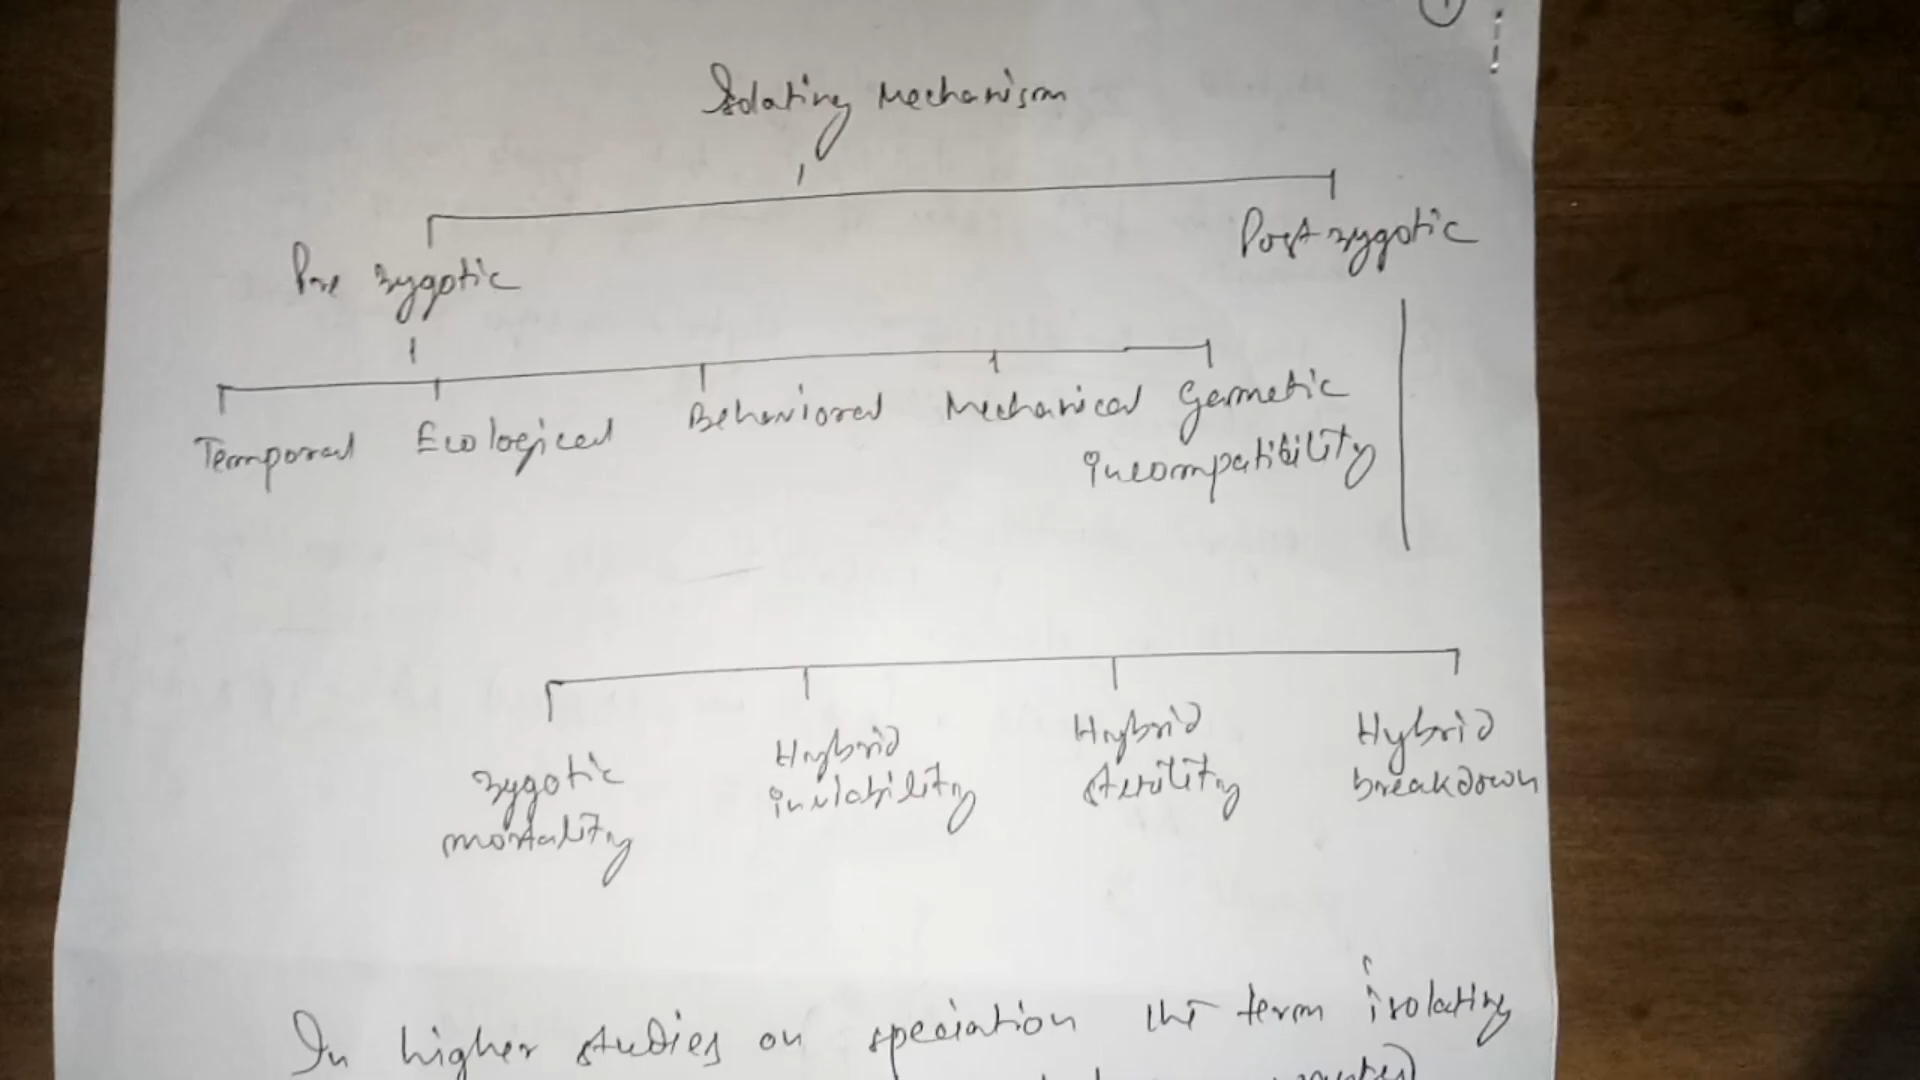 Isolating Mechanism
Pre zygotic
Post zygotic
Temporal
Ecological
Behavioral
Mechanical
Gametic
incompatibility
zygotic
mortality
Hybrid
inviability
Hybrid
sterility
Hybrid
breakdown
In higher studies on speciation the term isolating